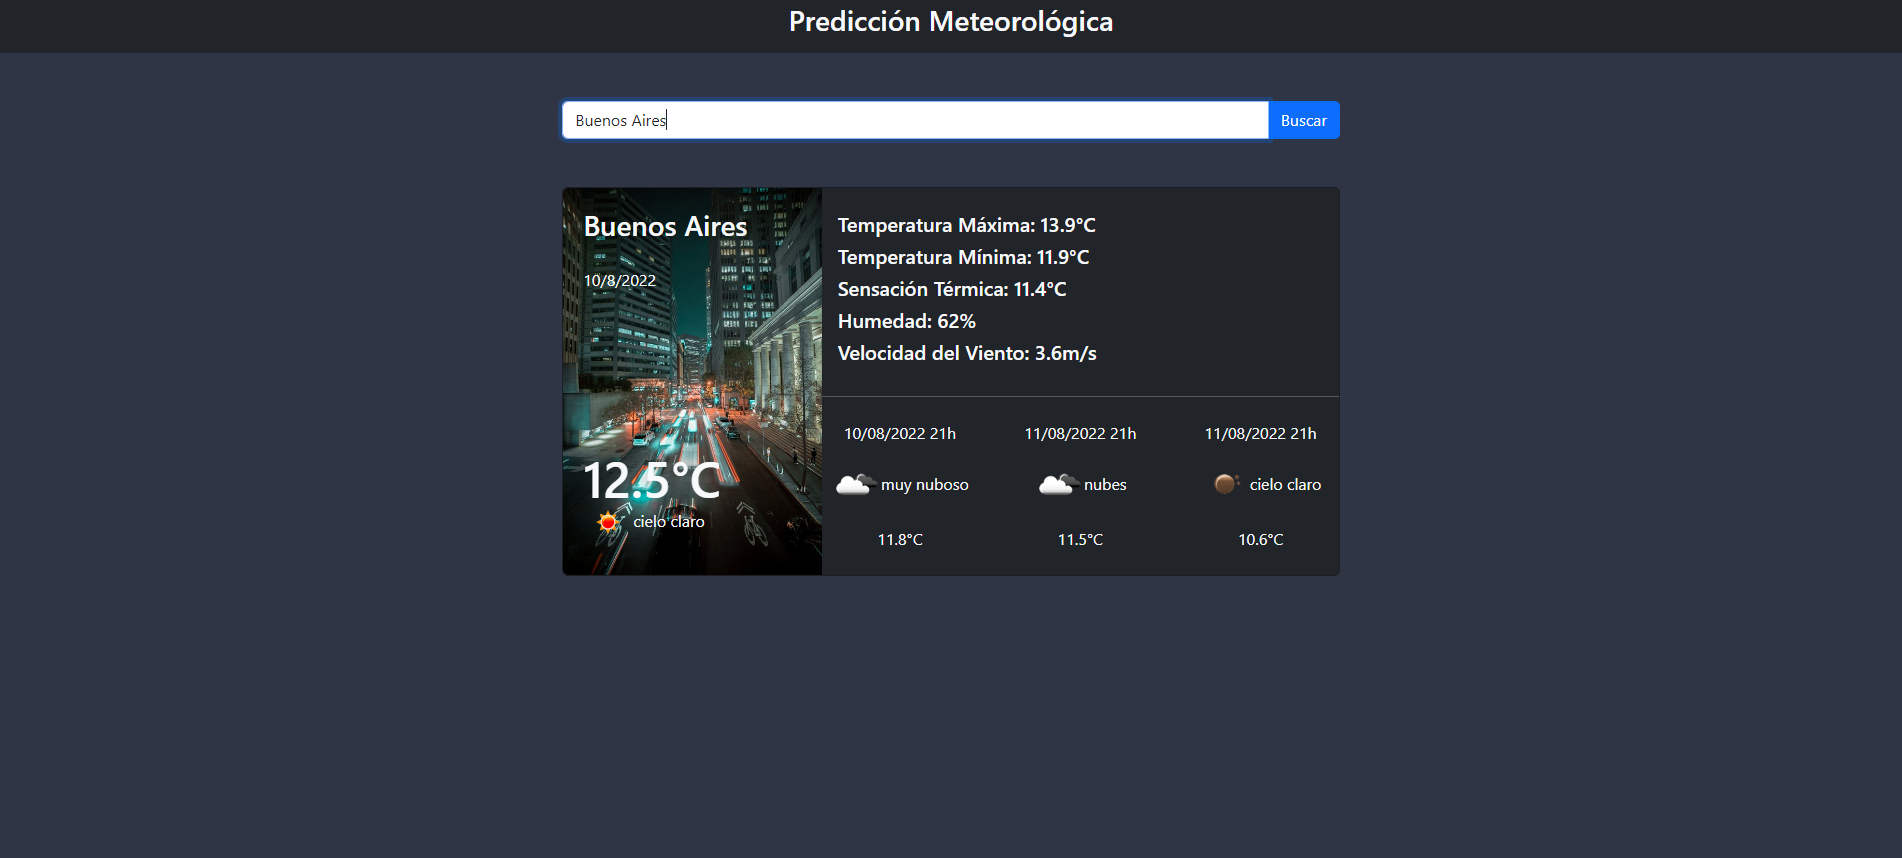 Predicción Meteorológica
Buenos Aires
Buscar
Buenos Aires
10/8/2022
12.5°C
cielo claro
Temperatura Máxima: 13.9°C
Temperatura Mínima: 11.9°C
Sensación Térmica: 11.4°C
Humedad: 62%
Velocidad del Viento: 3.6m/s
10/08/2022 21h
11/08/2022 21h
11/08/2022 21h
muy nuboso
nubes
cielo claro
11.8°C
11.5°C
10.6°C